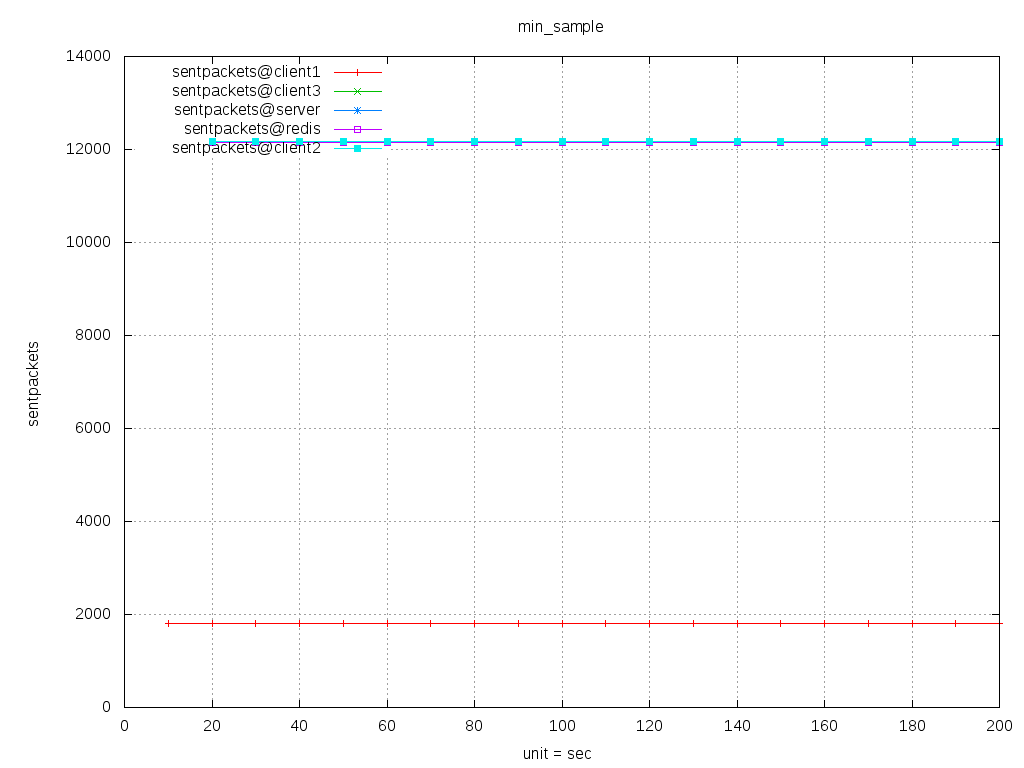 min_sample
14000
12000
10000
8000
6000
4000
2000
0
sentpackets
sentpackets@client1
sentpackets@client3
sentpackets@server
sentpackets@redis
sentpackets@client2
0 20 40 60 80 100 120 140 160 180 200
unit = sec